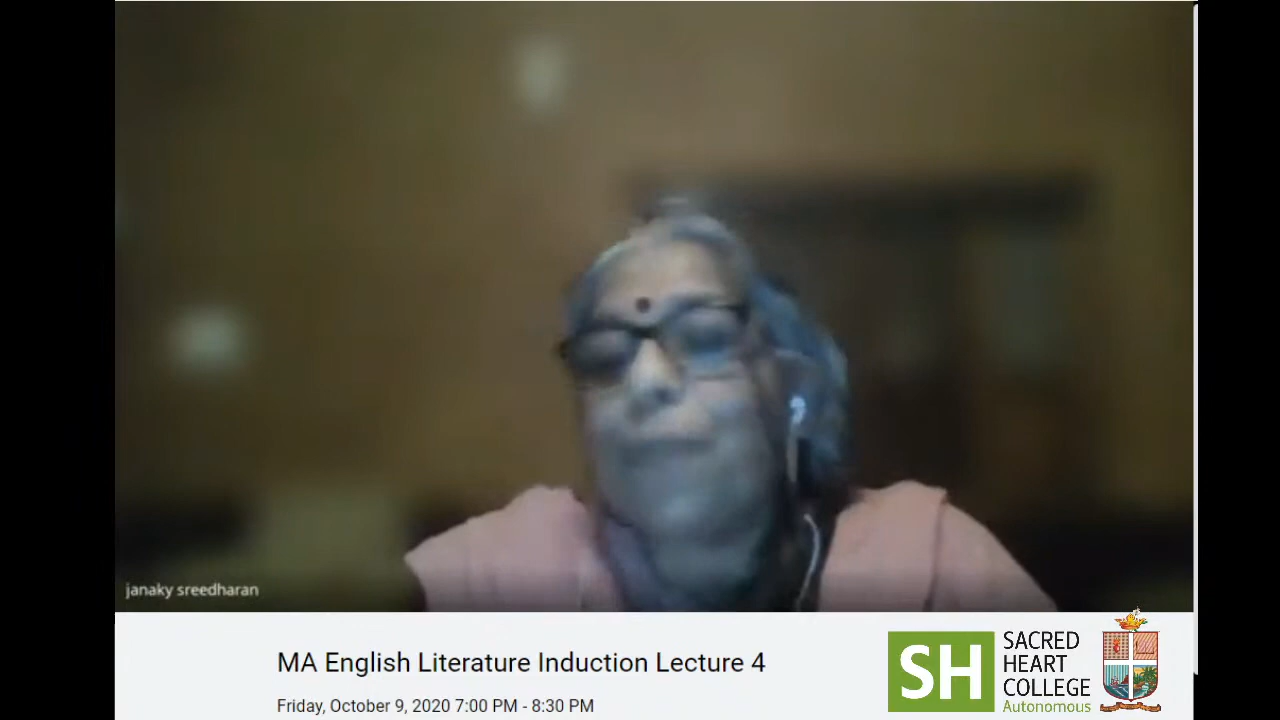 janaky sreedharan
MA English Literature Induction Lecture 4
Friday, October 9, 2020 7:00 PM - 8:30 PM
SH
SACRED
HEART
COLLEGE
Autonomous